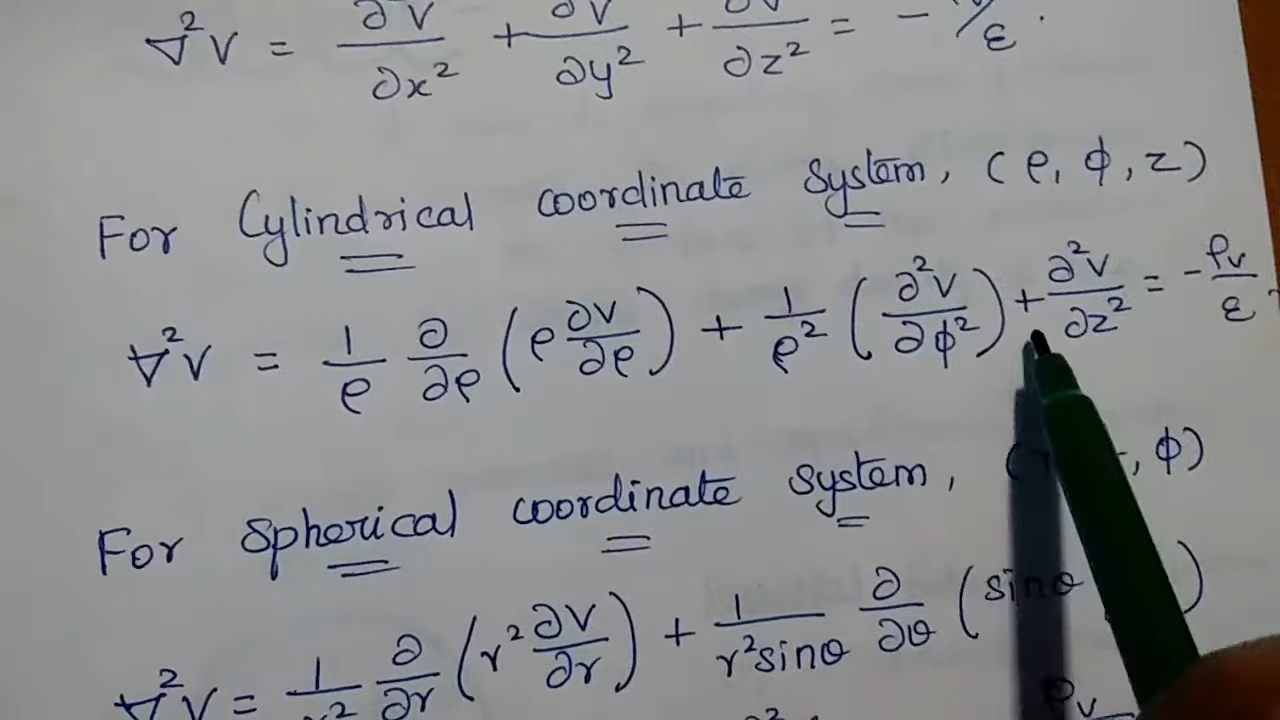 ∇²V = ∂²V/∂x² + ∂²V/∂y² + ∂²V/∂z² = - ρv/ε.
For Cylindrical coordinate system, (ρ, ϕ, z)
∇²V = 1/ρ ∂/∂ρ (ρ ∂V/∂ρ) + 1/ρ² (∂²V/∂ϕ²) + ∂²V/∂z² = - ρv/ε.
For Spherical coordinate system, (r, ϕ)
∇²V = 1/r² ∂/∂r (r² ∂V/∂r) + 1/r²sinθ ∂/∂θ (sinθ )
ρv